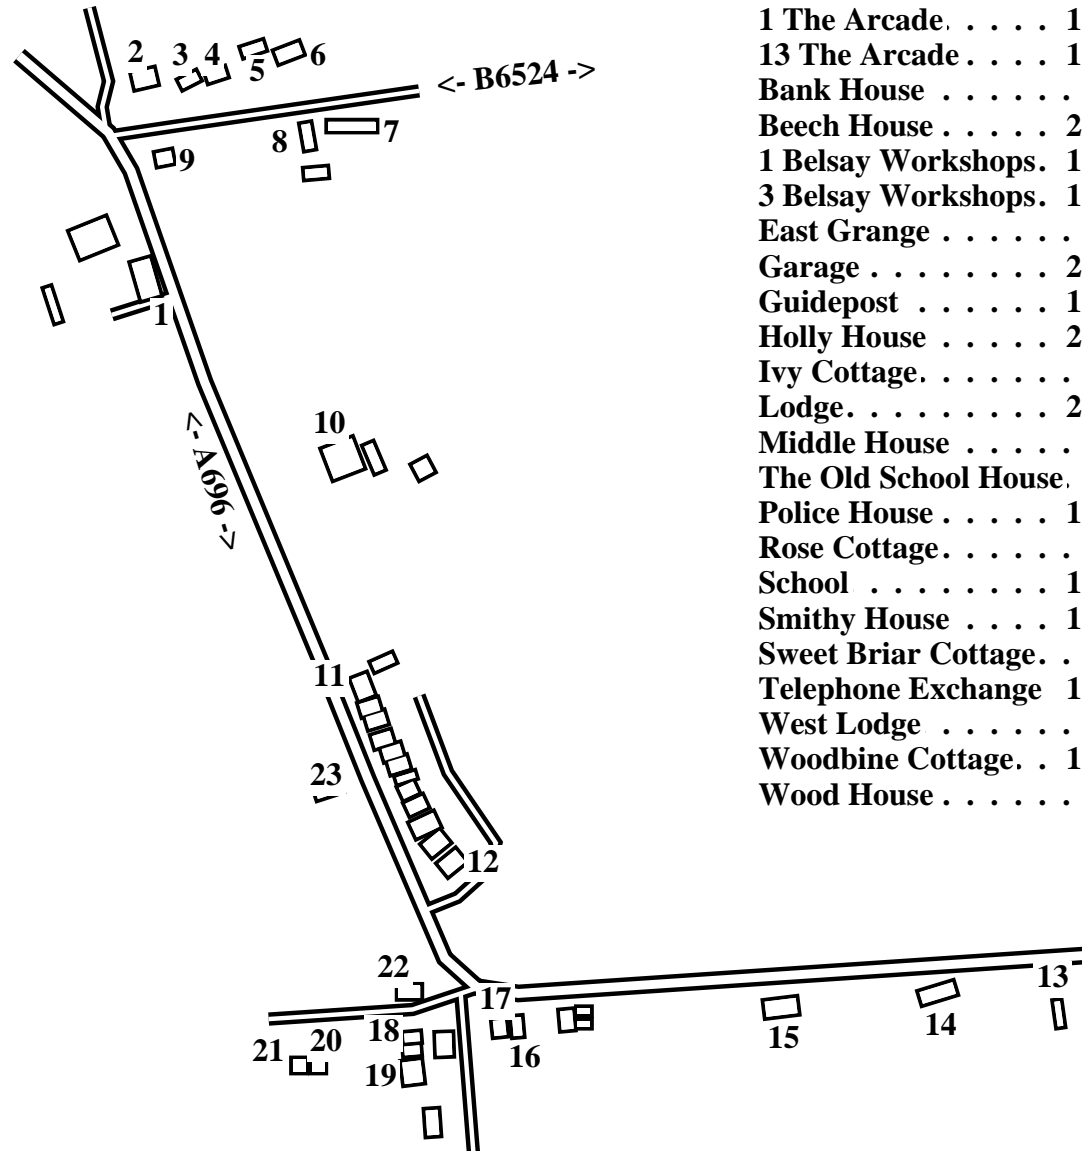 1 The Arcade. . . . . 1
13 The Arcade . . . . 1
Bank House . . . . . .
Beech House . . . . . 2
1 Belsay Workshops. 1
3 Belsay Workshops. 1
East Grange . . . . . .
Garage . . . . . . . . 2
Guidepost . . . . . . 1
Holly House . . . . . 2
Ivy Cottage. . . . . . .
Lodge. . . . . . . . . 2
Middle House . . . . .
The Old School House.
Police House . . . . . 1
Rose Cottage. . . . . .
School . . . . . . . . 1
Smithy House . . . . 1
Sweet Briar Cottage. .
Telephone Exchange 1
West Lodge . . . . . .
Woodbine Cottage. . 1
Wood House . . . . . .
2
3
4
5
6
<- B6524 ->
7
8
9
1
10
<- A696 ->
11
23
12
22
17
13
18
16
15
14
21
20
19